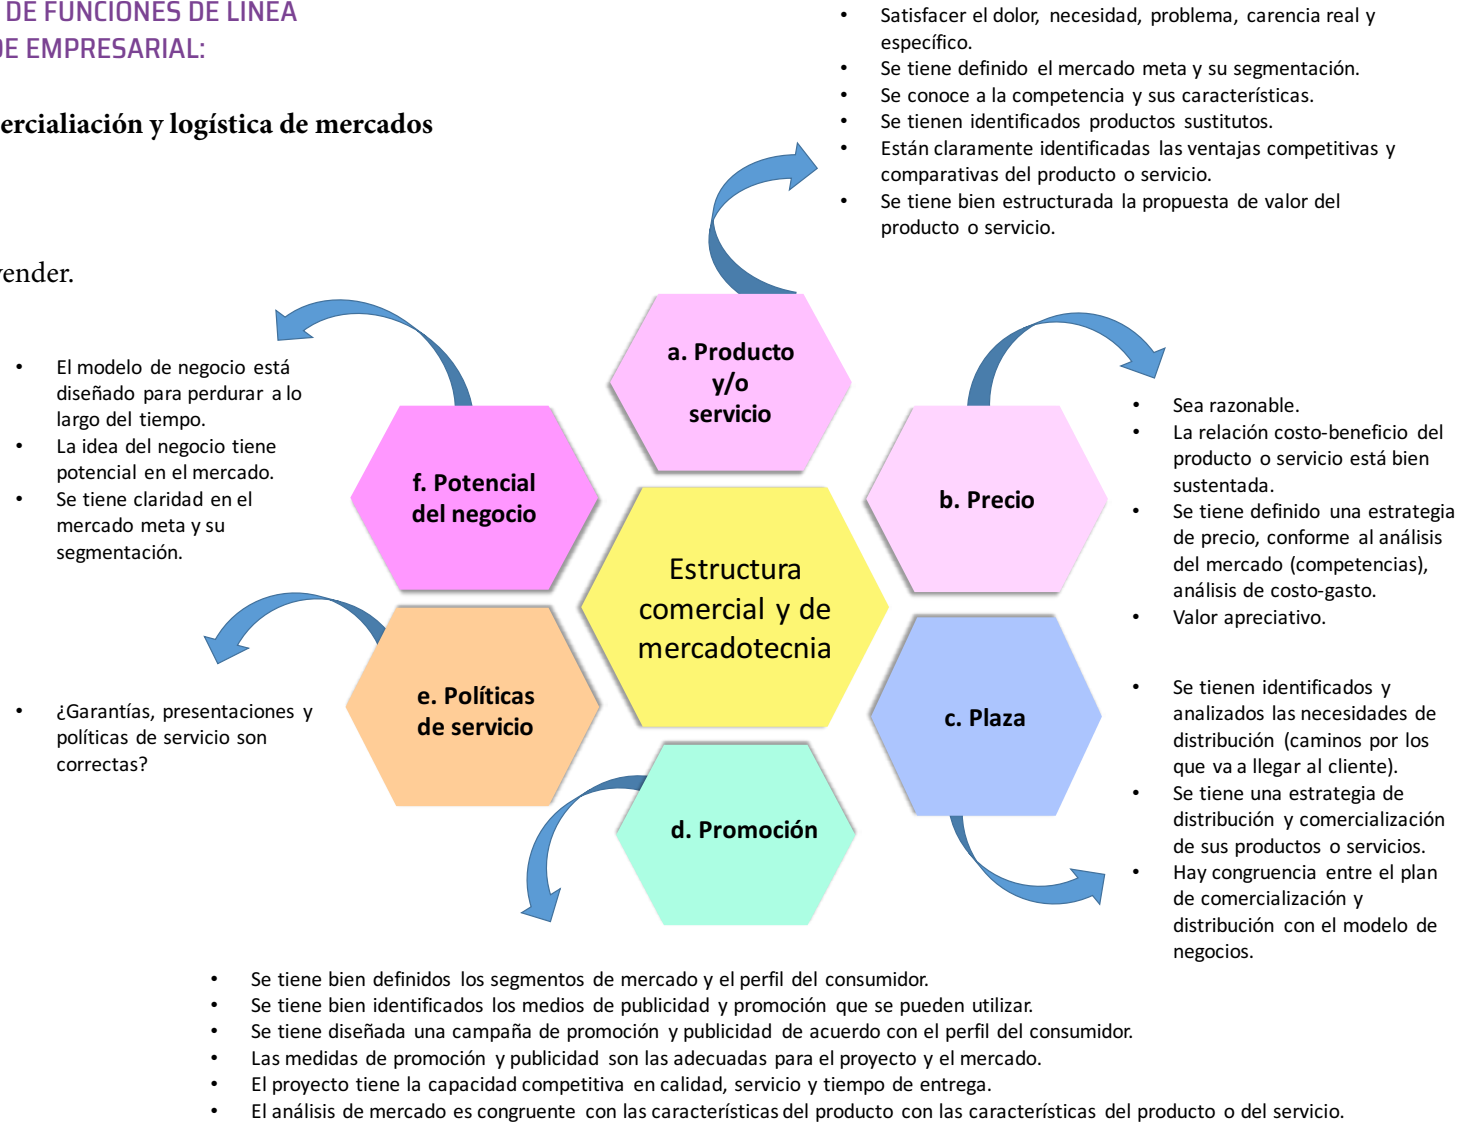 DE FUNCIONES DE LÍNEA
DE EMPRESARIAL:
ercialiación y logística de mercados
vender.
• Satisfacer el dolor, necesidad, problema, carencia real y
específico.
• Se tiene definido el mercado meta y su segmentación.
• Se conoce a la competencia y sus características.
• Se tienen identificados productos sustitutos.
• Están claramente identificadas las ventajas competitivas y
comparativas del producto o servicio.
• Se tiene bien estructurada la propuesta de valor del
producto o servicio.
a. Producto
y/o
servicio
• Sea razonable.
• La relación costo-beneficio del
producto o servicio está bien
sustentada.
• Se tiene definido una estrategia
de precio, conforme al análisis
del mercado (competencias),
análisis de costo-gasto.
• Valor apreciativo.
b. Precio
• El modelo de negocio está
diseñado para perdurar a lo
largo del tiempo.
• La idea del negocio tiene
potencial en el mercado.
• Se tiene claridad en el
mercado meta y su
segmentación.
f. Potencial
del negocio
Estructura
comercial y de
mercadotecnia
e. Políticas
de servicio
• ¿Garantías, presentaciones y
políticas de servicio son
correctas?
c. Plaza
• Se tienen identificados y
analizados las necesidades de
distribución (caminos por los
que va a llegar al cliente).
• Se tiene una estrategia de
distribución y comercialización
de sus productos o servicios.
• Hay congruencia entre el plan
de comercialización y
distribución con el modelo de
negocios.
d. Promoción
• Se tiene bien definidos los segmentos de mercado y el perfil del consumidor.
• Se tiene bien identificados los medios de publicidad y promoción que se pueden utilizar.
• Se tiene diseñada una campaña de promoción y publicidad de acuerdo con el perfil del consumidor.
• Las medidas de promoción y publicidad son las adecuadas para el proyecto y el mercado.
• El proyecto tiene la capacidad competitiva en calidad, servicio y tiempo de entrega.
• El análisis de mercado es congruente con las características del producto con las características del producto o del servicio.